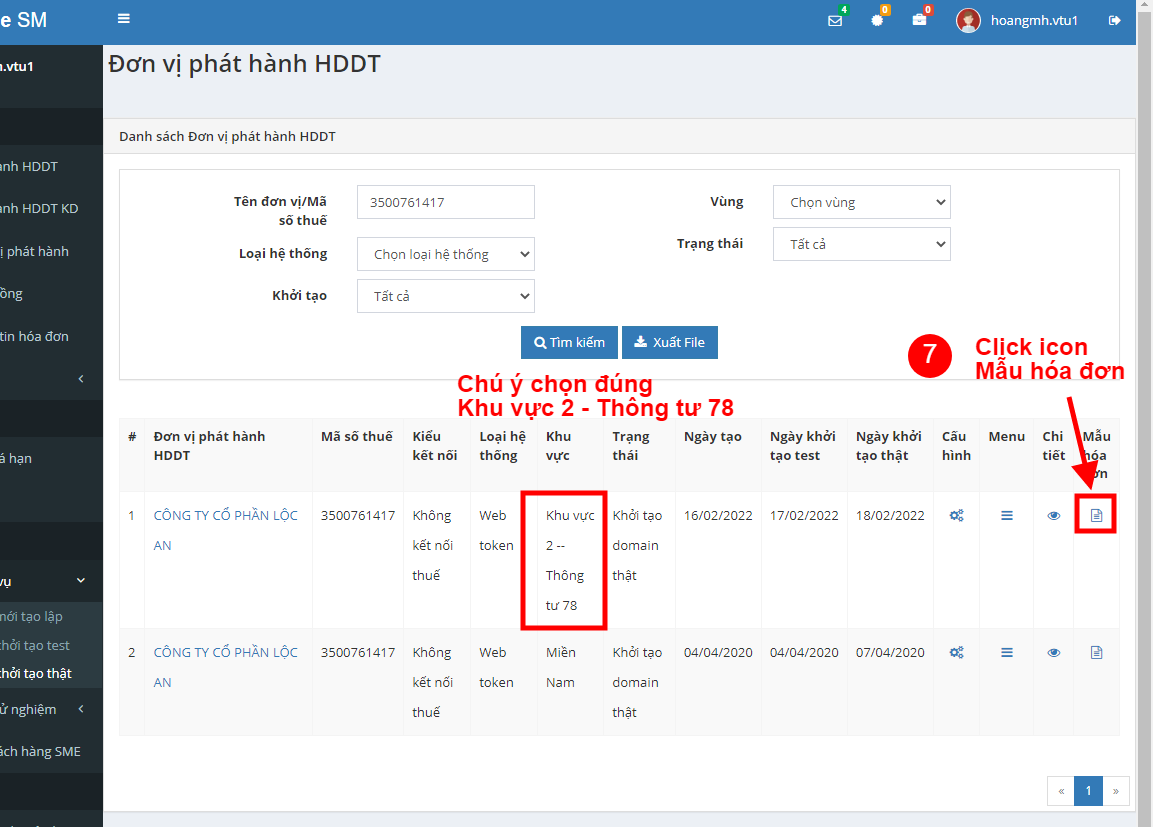 e SM
4
0
0
hoangmh.vtu1
h.vtu1
Đơn vị phát hành HDDT
Danh sách Đơn vị phát hành HDDT
ành HDDT
ành HDDT KD
ị phát hành
ồng
tin hóa đơn
á hạn
vụ
mới tạo lập
khởi tạo test
khởi tạo thật
ử nghiệm
ách hàng SME
Tên đơn vị/Mã số thuế
3500761417
Vùng
Chọn vùng
Loại hệ thống
Chọn loại hệ thống
Trạng thái
Tất cả
Khởi tạo
Tất cả
Tìm kiếm
Xuất File
7
Click icon
Mẫu hóa đơn
Chú ý chọn đúng
Khu vực 2 - Thông tư 78
# Đơn vị phát hành HDDT Mã số thuế Kiểu kết nối Loại hệ thống Khu vực Trạng thái Ngày tạo Ngày khởi tạo test Ngày khởi tạo thật Cấu hình Menu Chi tiết Mẫu hóa
1 CÔNG TY CỔ PHẦN LỘC AN 3500761417 Không kết nối thuế Web token Khu vực 2 -- Thông tư 78 Khởi tạo domain thật 16/02/2022 17/02/2022 18/02/2022
2 CÔNG TY CỔ PHẦN LỘC AN 3500761417 Không kết nối thuế Web token Miền Nam Khởi tạo domain thật 04/04/2020 04/04/2020 07/04/2020
« 1 »